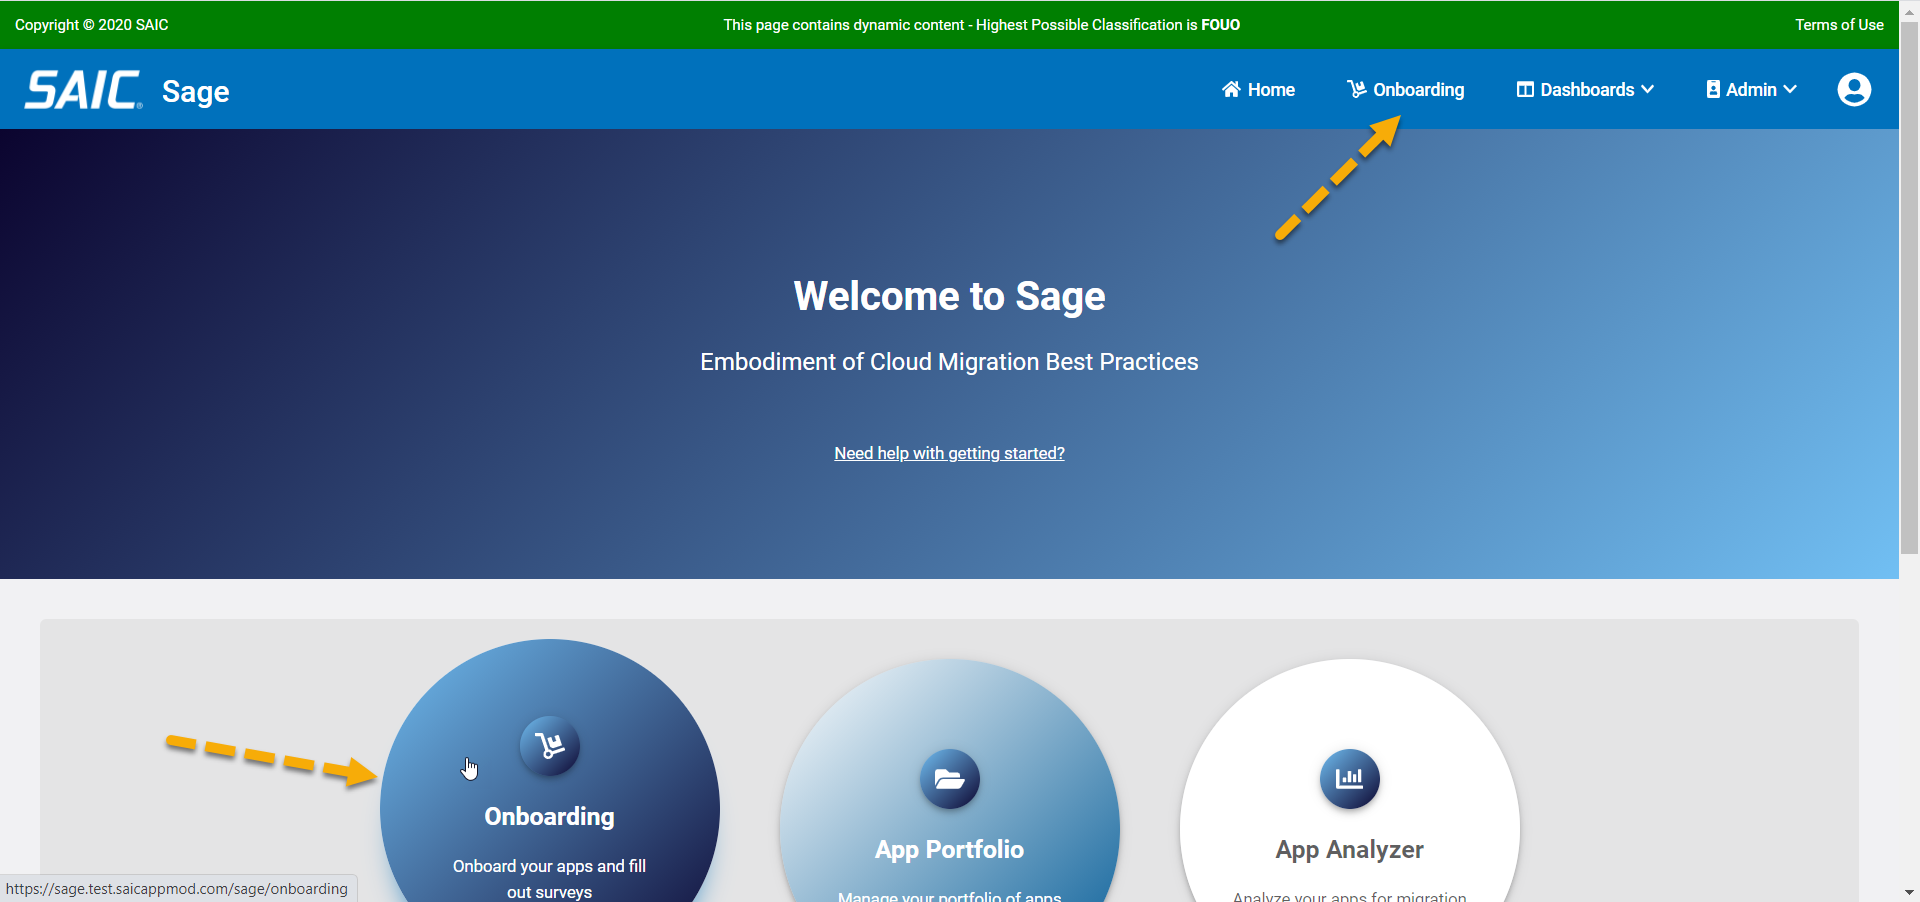 Copyright © 2020 SAIC
This page contains dynamic content - Highest Possible Classification is FOUO
Terms of Use
SAIC®
Sage
Home
Onboarding
Dashboards
Admin
Welcome to Sage
Embodiment of Cloud Migration Best Practices
Need help with getting started?
Onboarding
Onboard your apps and fill
out surveys
App Portfolio
Manage your portfolio of apps
App Analyzer
Analyze your apps for migration
https://sage.test.saicappmod.com/sage/onboarding